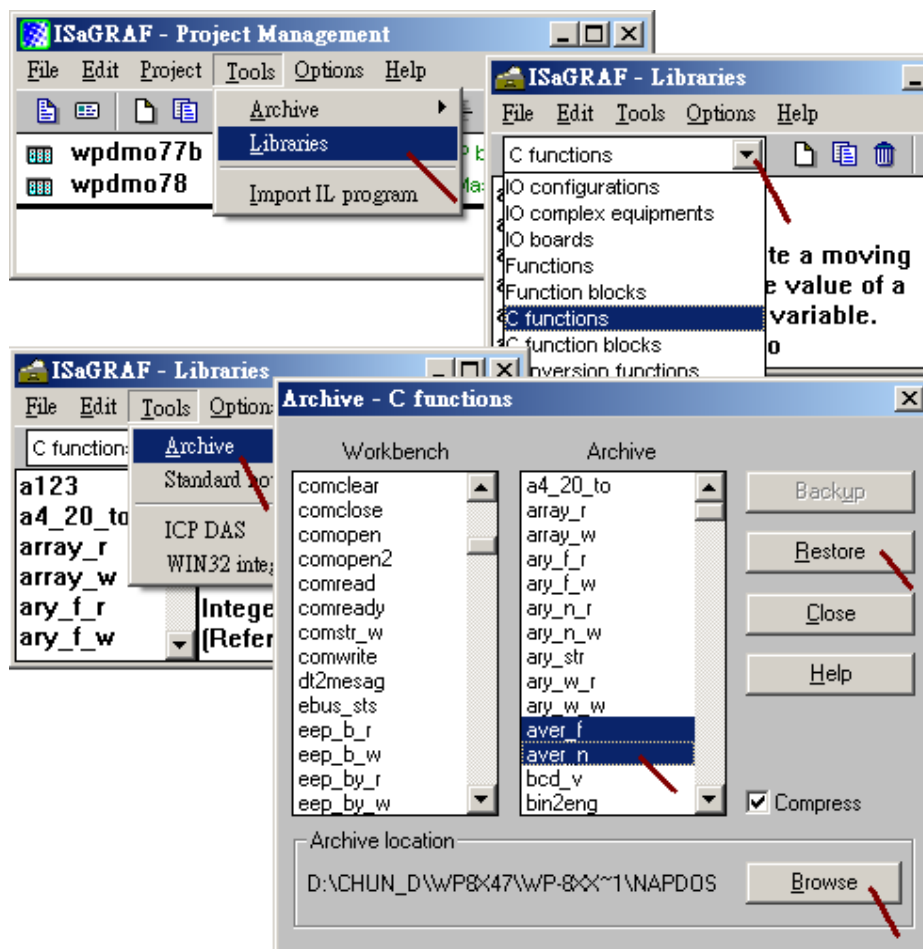 ISaGRAF - Project Management
File Edit Project Tools Options Help
Archive
Libraries
Import IL program
wpdmo77b
wpdmo78
ISaGRAF - Libraries
File Edit Tools Options Help
C functions
IO configurations
IO complex equipments
IO boards
Functions
Function blocks
C functions
C function blocks
te a moving
e value of a
variable.
ISaGRAF - Libraries
File Edit Tools
C function
Archive
Standard
ICP DAS
WIN32
a123
a4_20_to
array_r
array_w
ary_f_r
ary_f_w
Archive - C functions
Workbench
comclear
comclose
comopen
comopen2
comread
comready
comstr_w
comwrite
dt2mesag
ebus_sts
eep_b_r
eep_b_w
eep_by_r
eep_by_w
Archive
a4_20_to
array_r
array_w
ary_f_r
ary_f_w
ary_n_r
ary_n_w
ary_str
ary_w_r
ary_w_w
aver_f
aver_n
bcd_v
bin2eng
Backup
Restore
Close
Help
Compress
Archive location
D:\CHUN_D\WP8X47\WP-8XX~1\NAPDOS
Browse